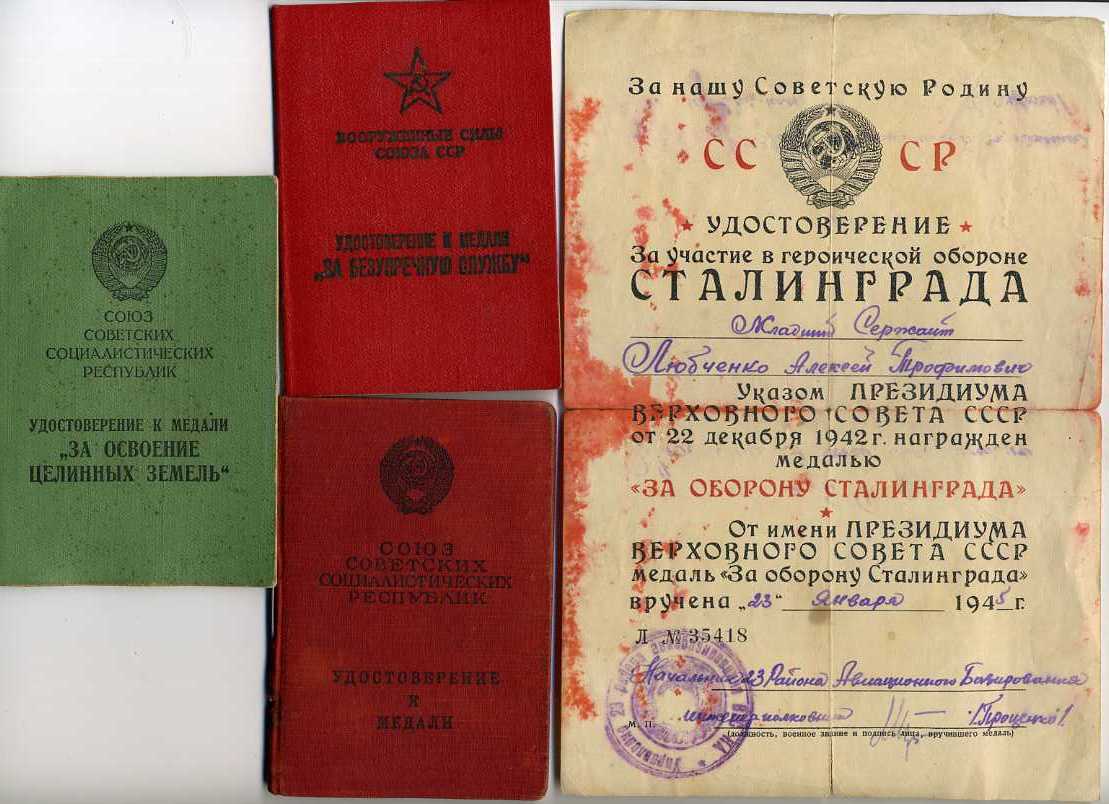 СОЮЗ
СОВЕТСКИХ
СОЦИАЛИСТИЧЕСКИХ
РЕСПУБЛИК
УДОСТОВЕРЕНИЕ К МЕДАЛИ
„ЗА ОСВОЕНИЕ
ЦЕЛИННЫХ ЗЕМЕЛЬ“
ВООРУЖЕННЫЕ СИЛЫ
СОЮЗА ССР
УДОСТОВЕРЕНИЕ К МЕДАЛИ
„ЗА БЕЗУПРЕЧНУЮ СЛУЖБУ“
СОЮЗ
СОВЕТСКИХ
СОЦИАЛИСТИЧЕСКИХ
РЕСПУБЛИК
УДОСТОВЕРЕНИЕ
К
МЕДАЛИ
За нашу Советскую Родину
СС СР
УДОСТОВЕРЕНИЕ
За участие в героической обороне
СТАЛИНГРАДА
Младший Сержант
Любченко Алексей Трофимович
Указом ПРЕЗИДИУМА
ВЕРХОВНОГО СОВЕТА СССР
от 22 декабря 1942 г. награжден
медалью
«ЗА ОБОРОНУ СТАЛИНГРАДА»
От имени ПРЕЗИДИУМА
ВЕРХОВНОГО СОВЕТА СССР
медаль «За оборону Сталинграда»
вручена „23“ января 1945 г.
Л № 35418
Начальник 23 Района Авиационного Базирования
М. П. /Проценко/
(должность, военное звание и подпись лица, вручившего медаль)